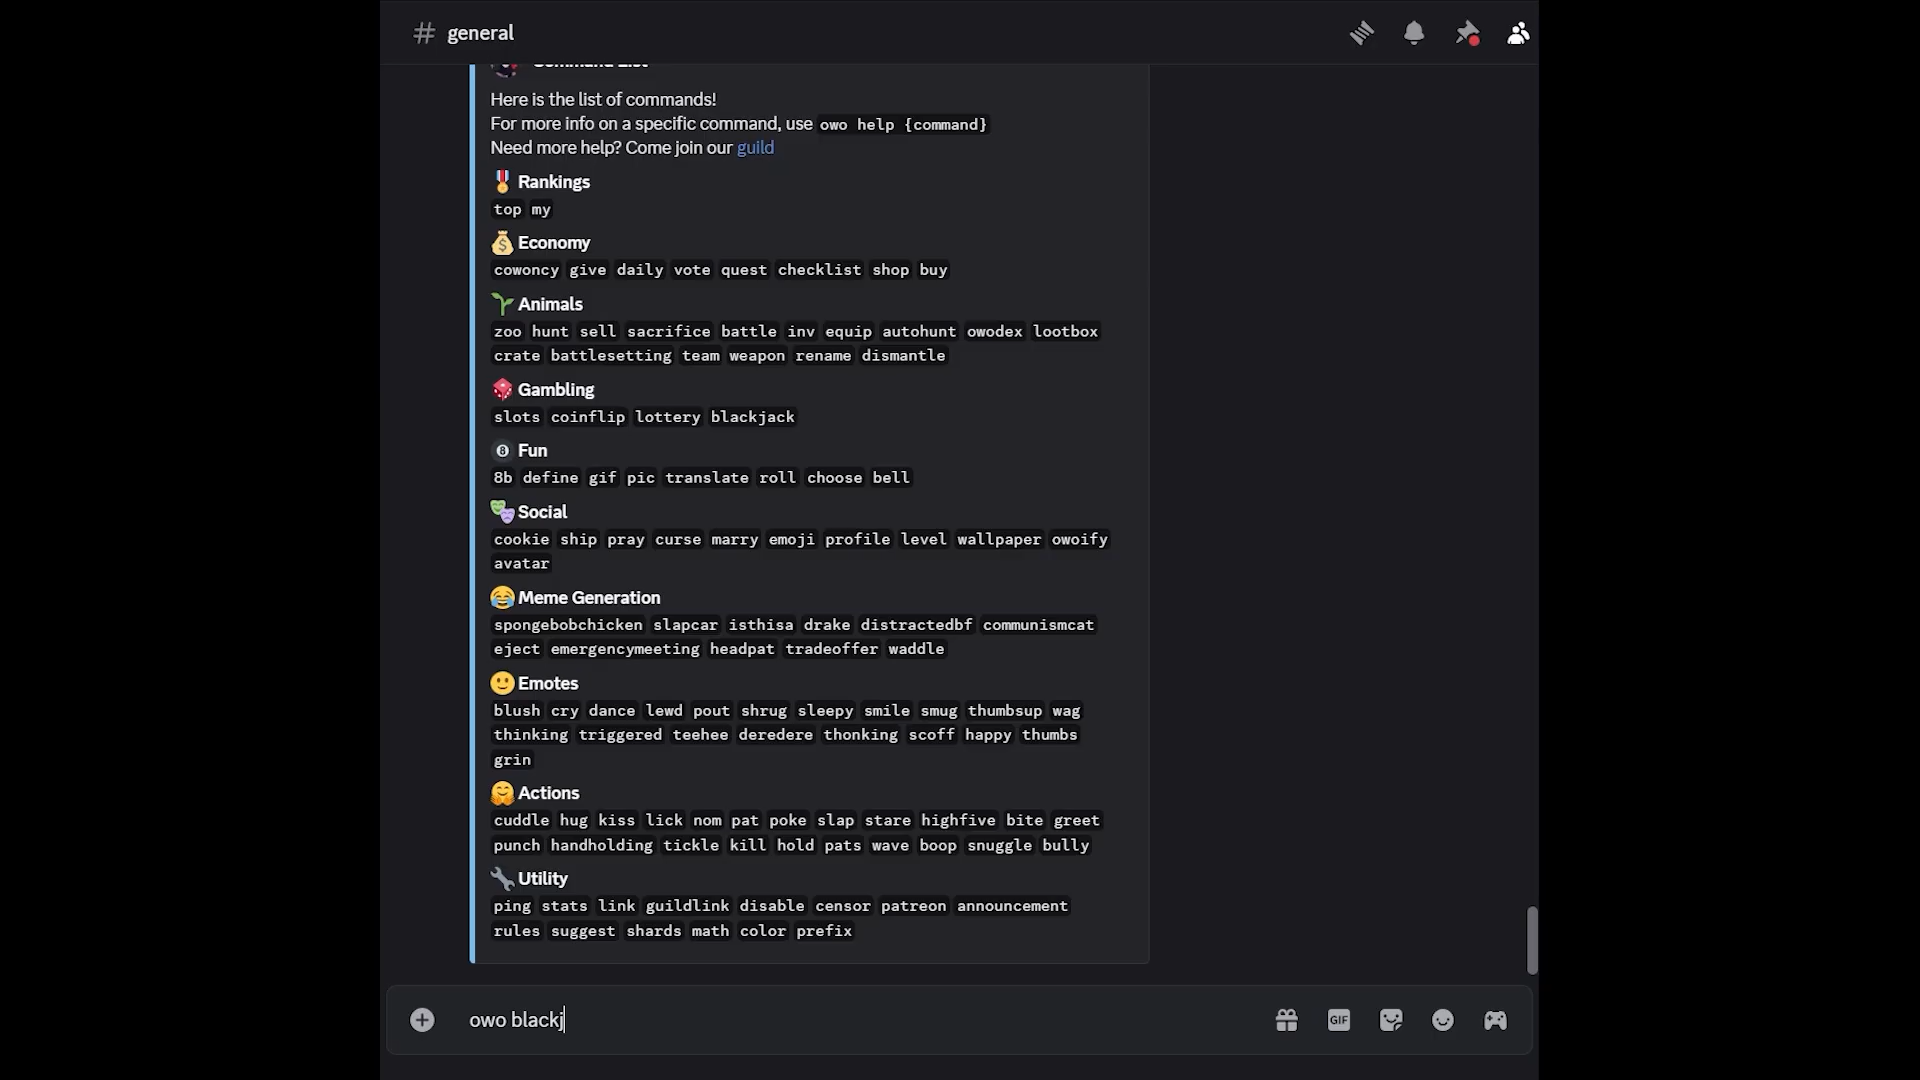 general
Command List
Here is the list of commands!
For more info on a specific command, use owo help {command}
Need more help? Come join our guild
Rankings
top my
Economy
cowoncy give daily vote quest checklist shop buy
Animals
zoo hunt sell sacrifice battle inv equip autohunt owodex lootbox
crate battlesetting team weapon rename dismantle
Gambling
slots coinflip lottery blackjack
Fun
8b define gif pic translate roll choose bell
Social
cookie ship pray curse marry emoji profile level wallpaper owoify
avatar
Meme Generation
spongebobchicken slapcar isthisa drake distractedbf communismcat
eject emergencymeeting headpat tradeoffer waddle
Emotes
blush cry dance lewd pout shrug sleepy smile smug thumbsup wag
thinking triggered teehee deredere thonking scoff happy thumbs
grin
Actions
cuddle hug kiss lick nom pat poke slap stare highfive bite greet
punch handholding tickle kill hold pats wave boop snuggle bully
Utility
ping stats link guildlink disable censor patreon announcement
rules suggest shards math color prefix
owo blackj
GIF